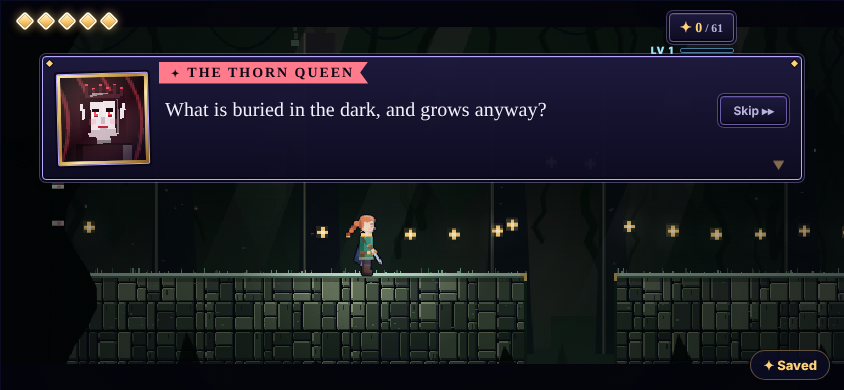 ✦ 0 / 61
LV 1
✦ THE THORN QUEEN
What is buried in the dark, and grows anyway?
Skip ▸▸
✦ Saved